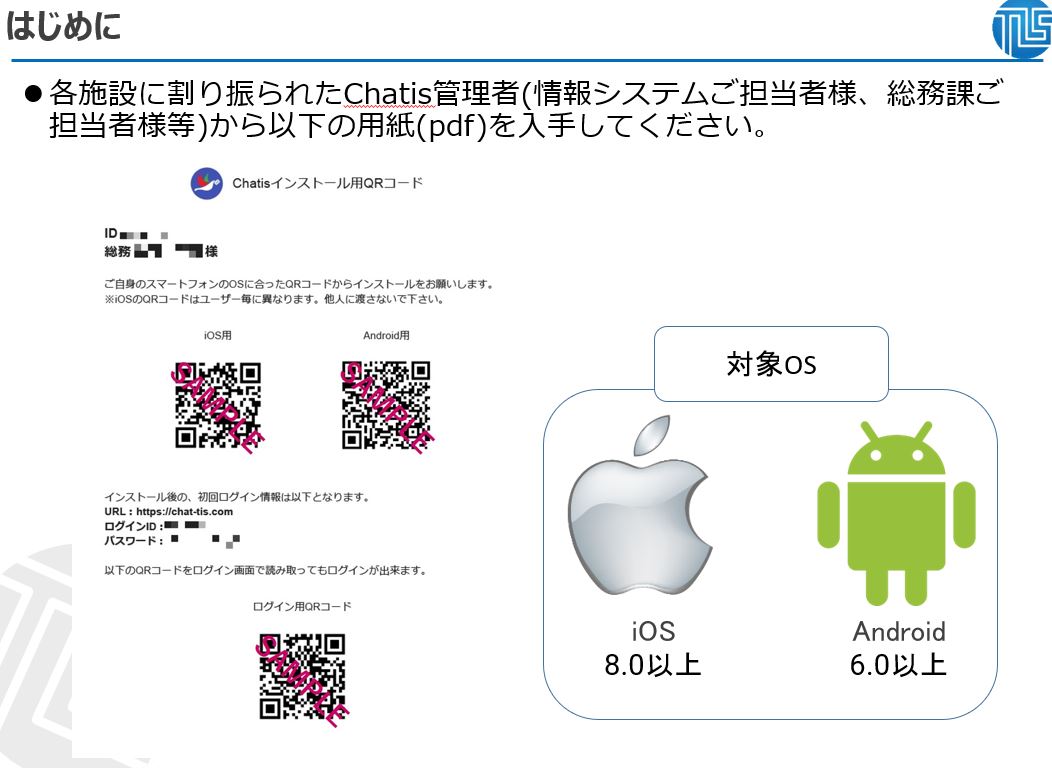 はじめに
TLS
●各施設に割り振られたChatis管理者(情報システムご担当者様、総務課ご
担当者様等)から以下の用紙(pdf)を入手してください。
Chatisインストール用QRコード
ID
総務 様
ご自身のスマートフォンのOSに合ったQRコードからインストールをお願いします。
※iOSのQRコードはユーザー毎に異なります。他人に渡さないで下さい。
iOS用 Android用
SAMPLE SAMPLE
インストール後の、初回ログイン情報は以下となります。
URL：https://chat-tis.com
ログインID：
パスワード：
以下のQRコードをログイン画面で読み取ってもログインが出来ます。
ログイン用QRコード
SAMPLE
対象OS
iOS Android
8.0以上 6.0以上